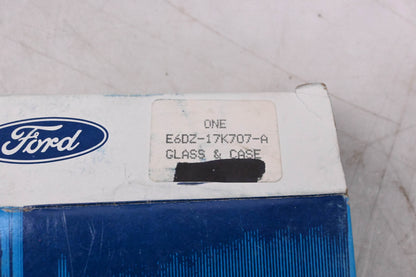 Ford
ONE
E6DZ-17K707-A
GLASS & CASE